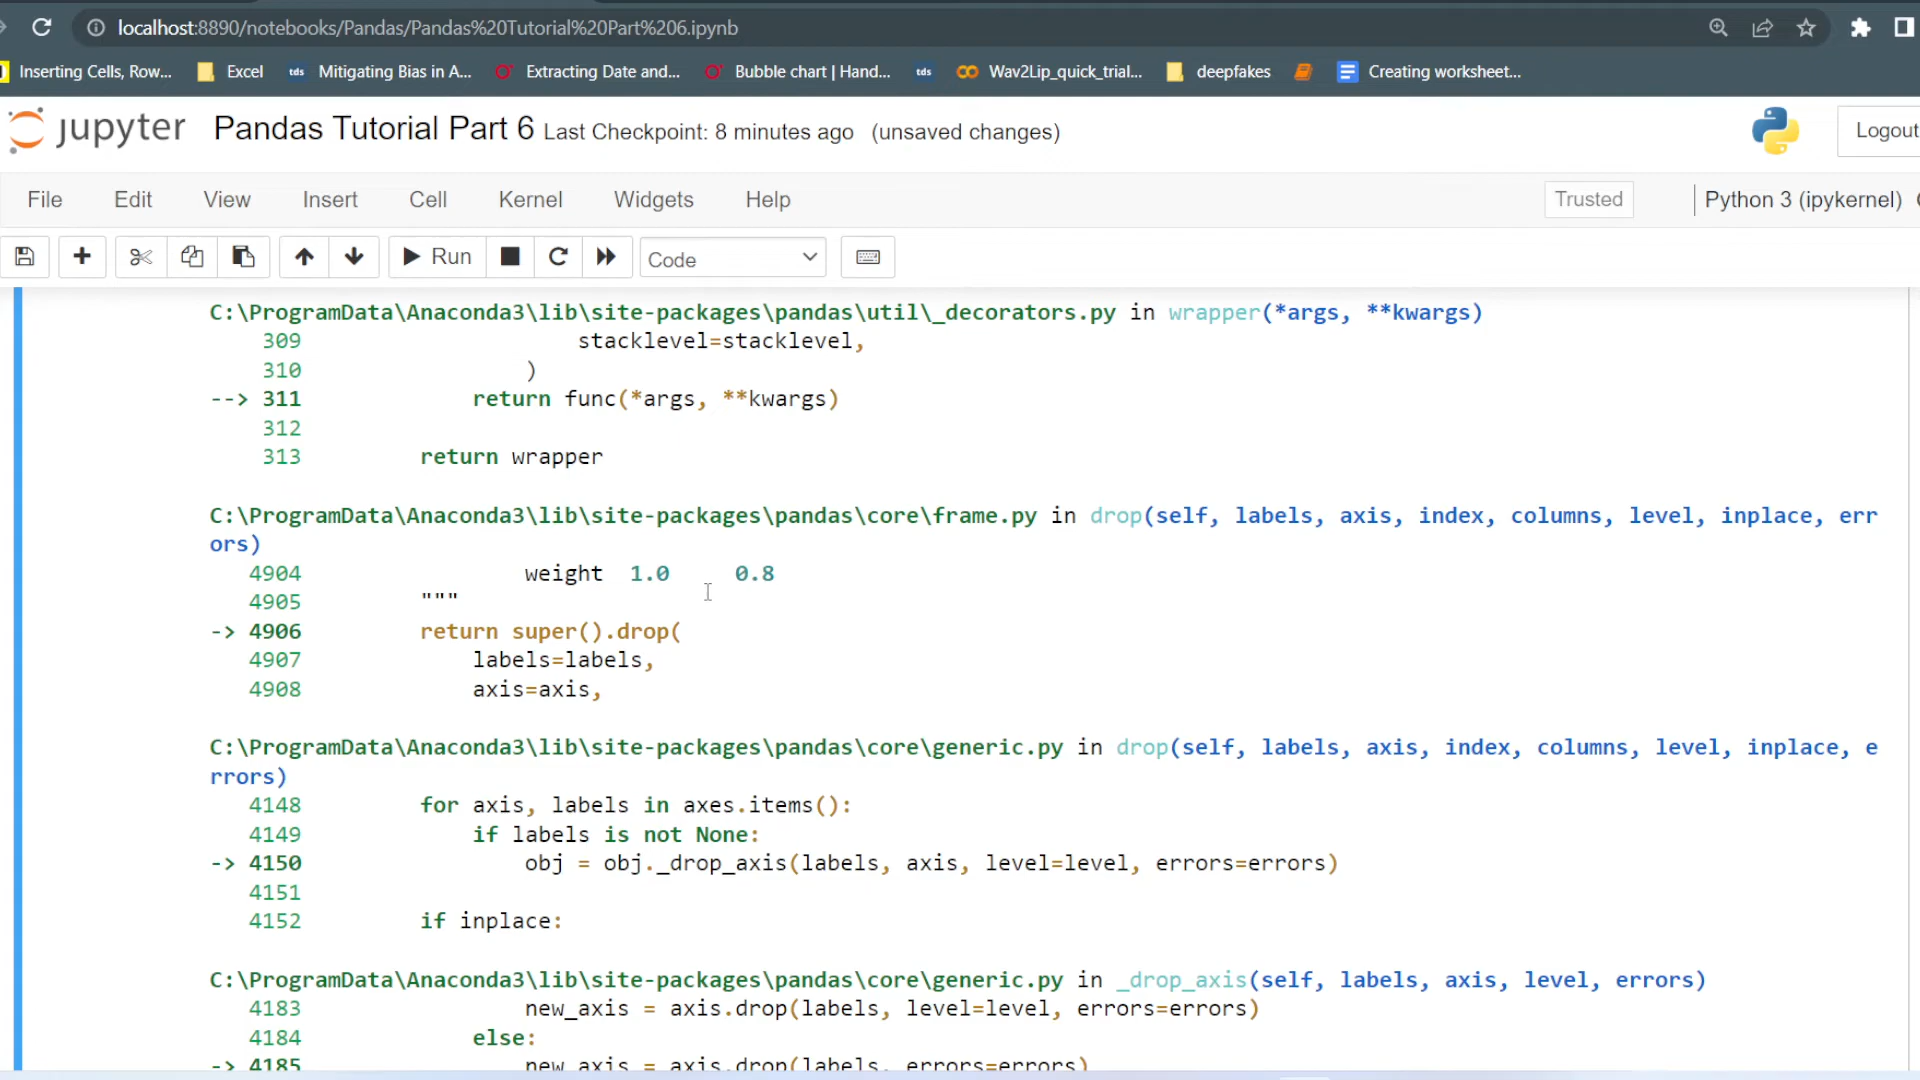 localhost:8890/notebooks/Pandas/Pandas%20Tutorial%20Part%206.ipynb
Inserting Cells, Row... Excel tds Mitigating Bias in A... Extracting Date and... Bubble chart | Hand... tds Wav2Lip_quick_trial... deepfakes Creating worksheet...
jupyter Pandas Tutorial Part 6 Last Checkpoint: 8 minutes ago (unsaved changes) Logout
File Edit View Insert Cell Kernel Widgets Help Trusted Python 3 (ipykernel)
Run Code
C:\ProgramData\Anaconda3\lib\site-packages\pandas\util\_decorators.py in wrapper(*args, **kwargs)
309 stacklevel=stacklevel,
310 )
--> 311 return func(*args, **kwargs)
312
313 return wrapper
C:\ProgramData\Anaconda3\lib\site-packages\pandas\core\frame.py in drop(self, labels, axis, index, columns, level, inplace, err
ors)
4904 weight 1.0 0.8
4905 """
-> 4906 return super().drop(
4907 labels=labels,
4908 axis=axis,
C:\ProgramData\Anaconda3\lib\site-packages\pandas\core\generic.py in drop(self, labels, axis, index, columns, level, inplace, e
rrors)
4148 for axis, labels in axes.items():
4149 if labels is not None:
-> 4150 obj = obj._drop_axis(labels, axis, level=level, errors=errors)
4151
4152 if inplace:
C:\ProgramData\Anaconda3\lib\site-packages\pandas\core\generic.py in _drop_axis(self, labels, axis, level, errors)
4183 new_axis = axis.drop(labels, level=level, errors=errors)
4184 else:
-> 4185 new_axis = axis.drop(labels, errors=errors)